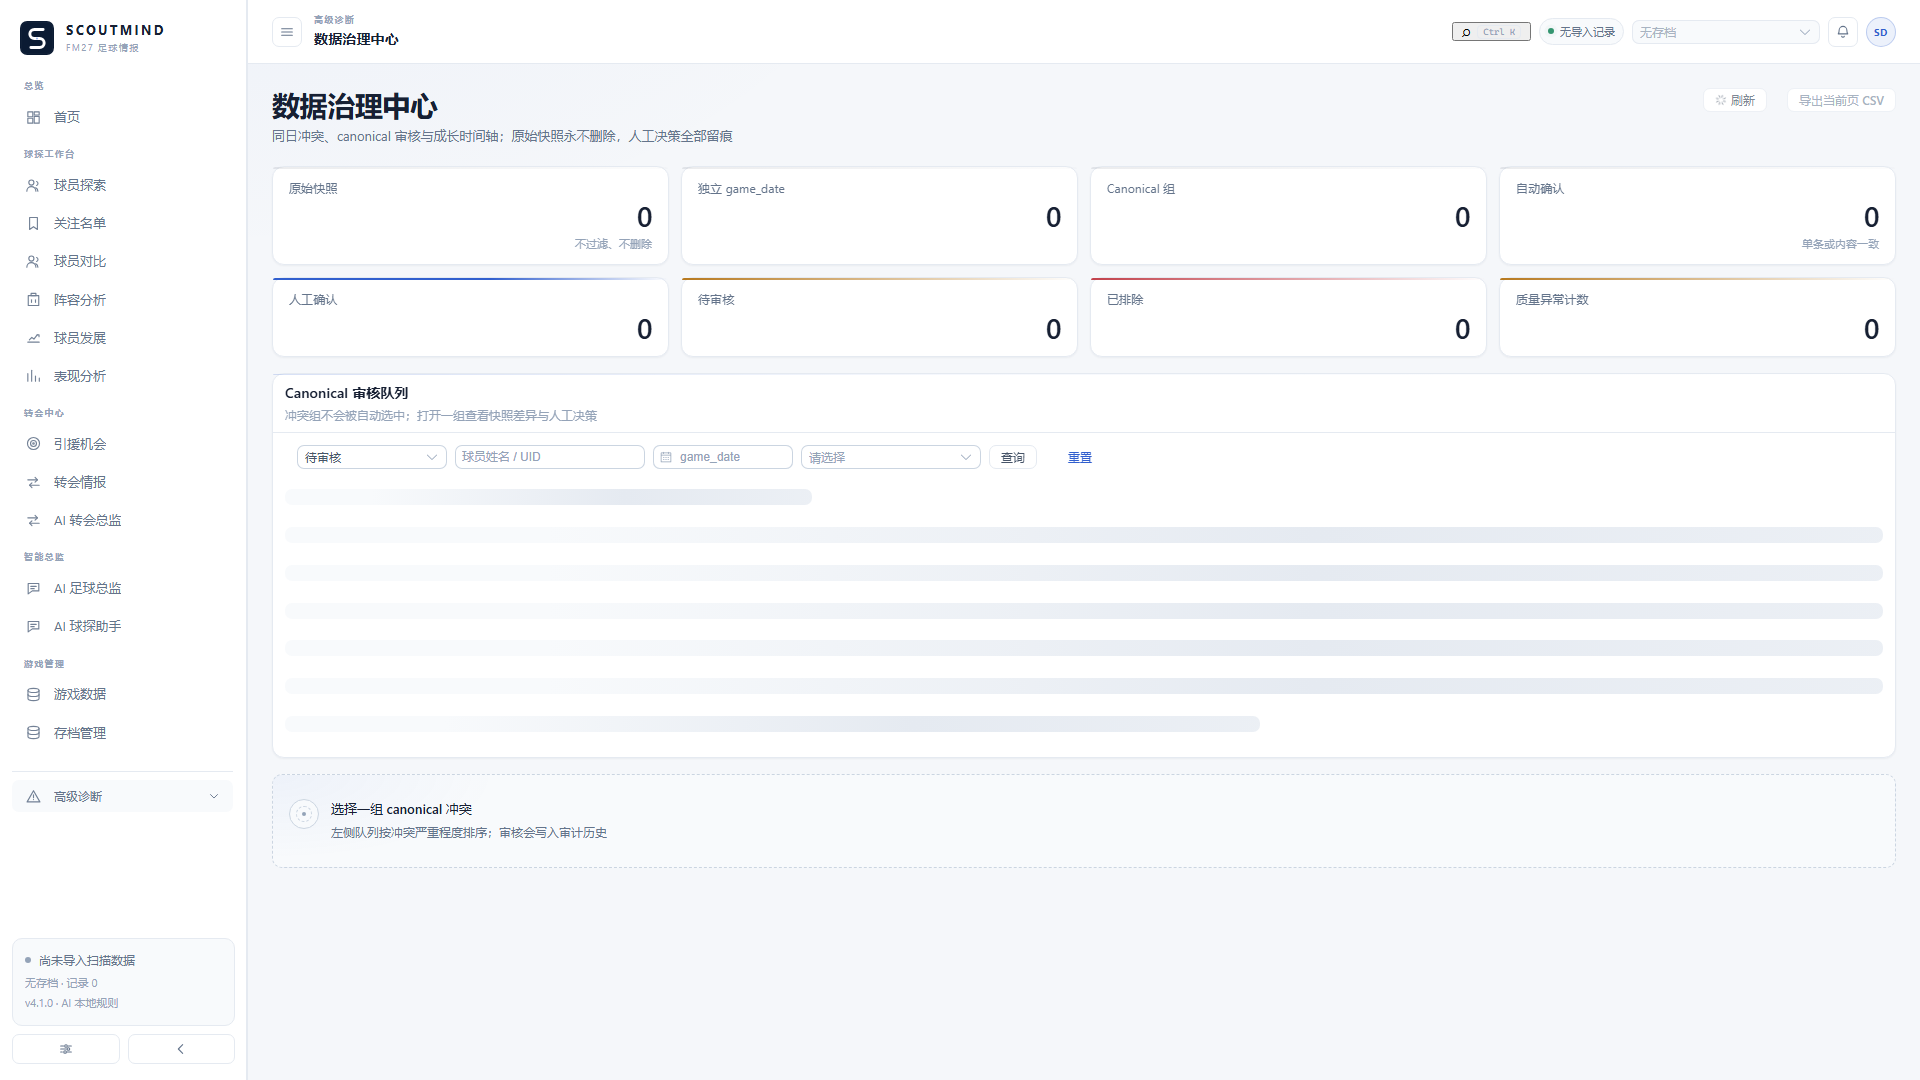 SCOUTMIND
FM27 足球情报
总览
首页
球探工作台
球员探索
关注名单
球员对比
阵容分析
球员发展
表现分析
转会中心
引援机会
转会情报
AI 转会总监
智能总监
AI 足球总监
AI 球探助手
游戏管理
游戏数据
存档管理
高级诊断
尚未导入扫描数据
无存档 · 记录 0
v4.1.0 · AI 本地规则
高级诊断
数据治理中心
Ctrl K
无导入记录
无存档
SD
数据治理中心
同日冲突、canonical 审核与成长时间轴；原始快照永不删除，人工决策全部留痕
刷新
导出当前页 CSV
原始快照
0
不过滤、不删除
独立 game_date
0
Canonical 组
0
自动确认
0
单条或内容一致
人工确认
0
待审核
0
已排除
0
质量异常计数
0
Canonical 审核队列
冲突组不会被自动选中；打开一组查看快照差异与人工决策
待审核
球员姓名 / UID
game_date
请选择
查询
重置
选择一组 canonical 冲突
左侧队列按冲突严重程度排序；审核会写入审计历史